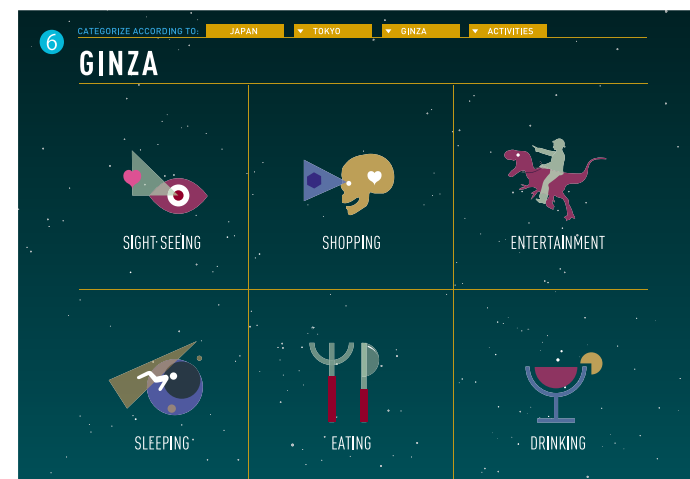 6
CATEGORIZE ACCORDING TO: JAPAN TOKYO GINZA ACTIVITIES
GINZA
SIGHT-SEEING SHOPPING ENTERTAINMENT
SLEEPING EATING DRINKING